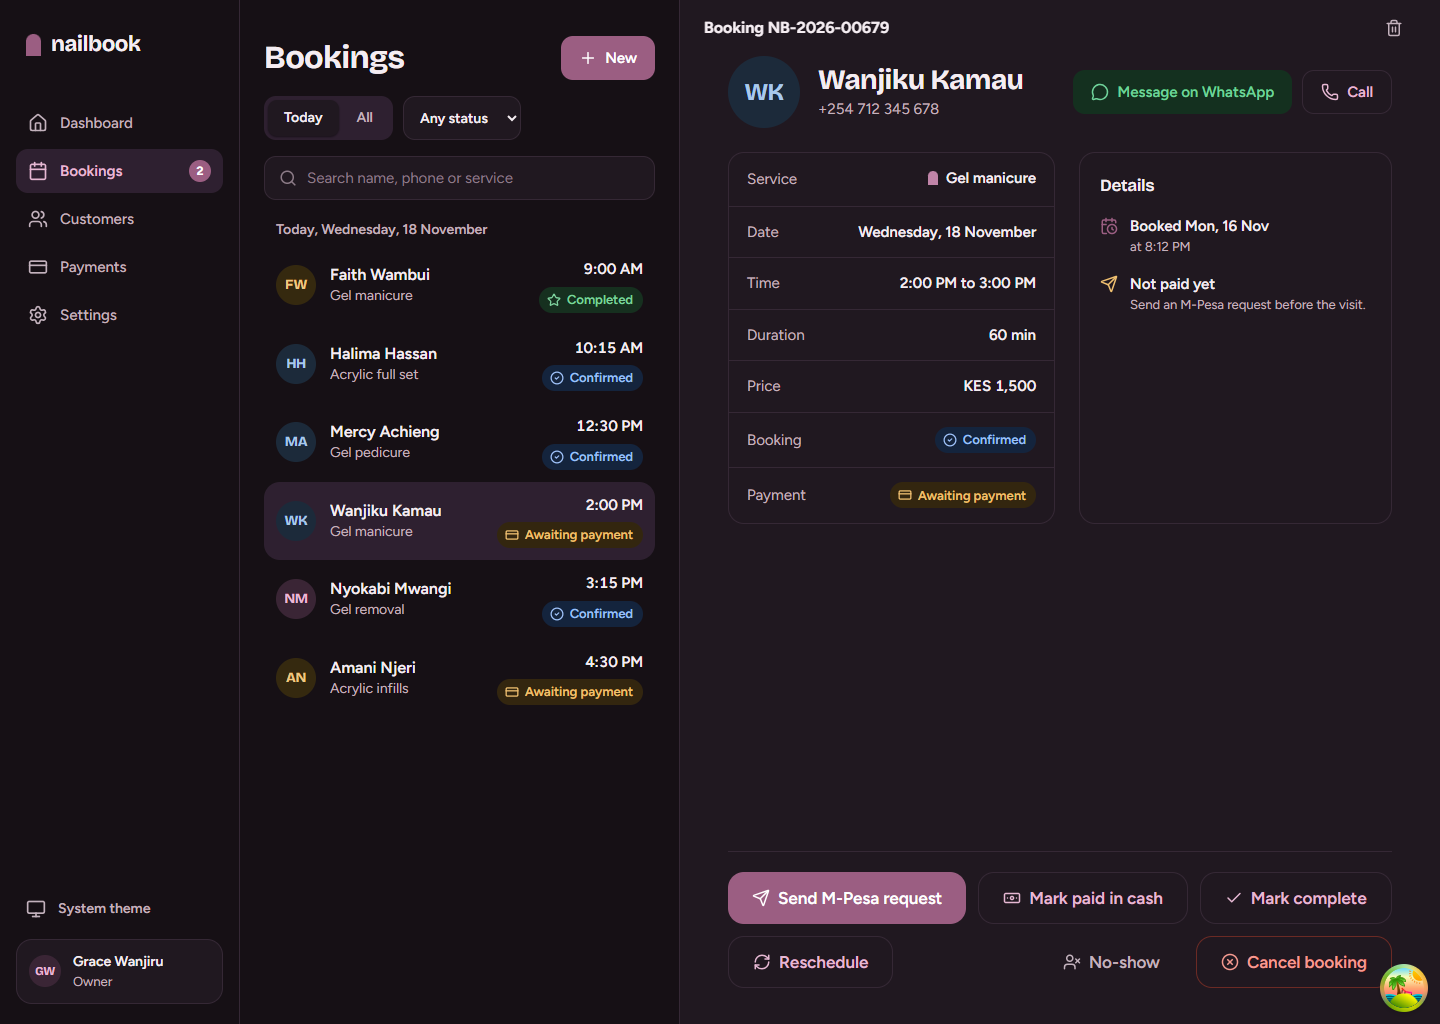 nailbook
Dashboard
Bookings 2
Customers
Payments
Settings
System theme
GW
Grace Wanjiru
Owner
Bookings
New
Today All Any status
Search name, phone or service
Today, Wednesday, 18 November
FW
Faith Wambui 9:00 AM
Gel manicure Completed
HH
Halima Hassan 10:15 AM
Acrylic full set Confirmed
MA
Mercy Achieng 12:30 PM
Gel pedicure Confirmed
WK
Wanjiku Kamau 2:00 PM
Gel manicure Awaiting payment
NM
Nyokabi Mwangi 3:15 PM
Gel removal Confirmed
AN
Amani Njeri 4:30 PM
Acrylic infills Awaiting payment
Booking NB-2026-00679
WK
Wanjiku Kamau
+254 712 345 678
Message on WhatsApp
Call
Service Gel manicure
Date Wednesday, 18 November
Time 2:00 PM to 3:00 PM
Duration 60 min
Price KES 1,500
Booking Confirmed
Payment Awaiting payment
Details
Booked Mon, 16 Nov
at 8:12 PM
Not paid yet
Send an M-Pesa request before the visit.
Send M-Pesa request Mark paid in cash Mark complete
Reschedule No-show Cancel booking